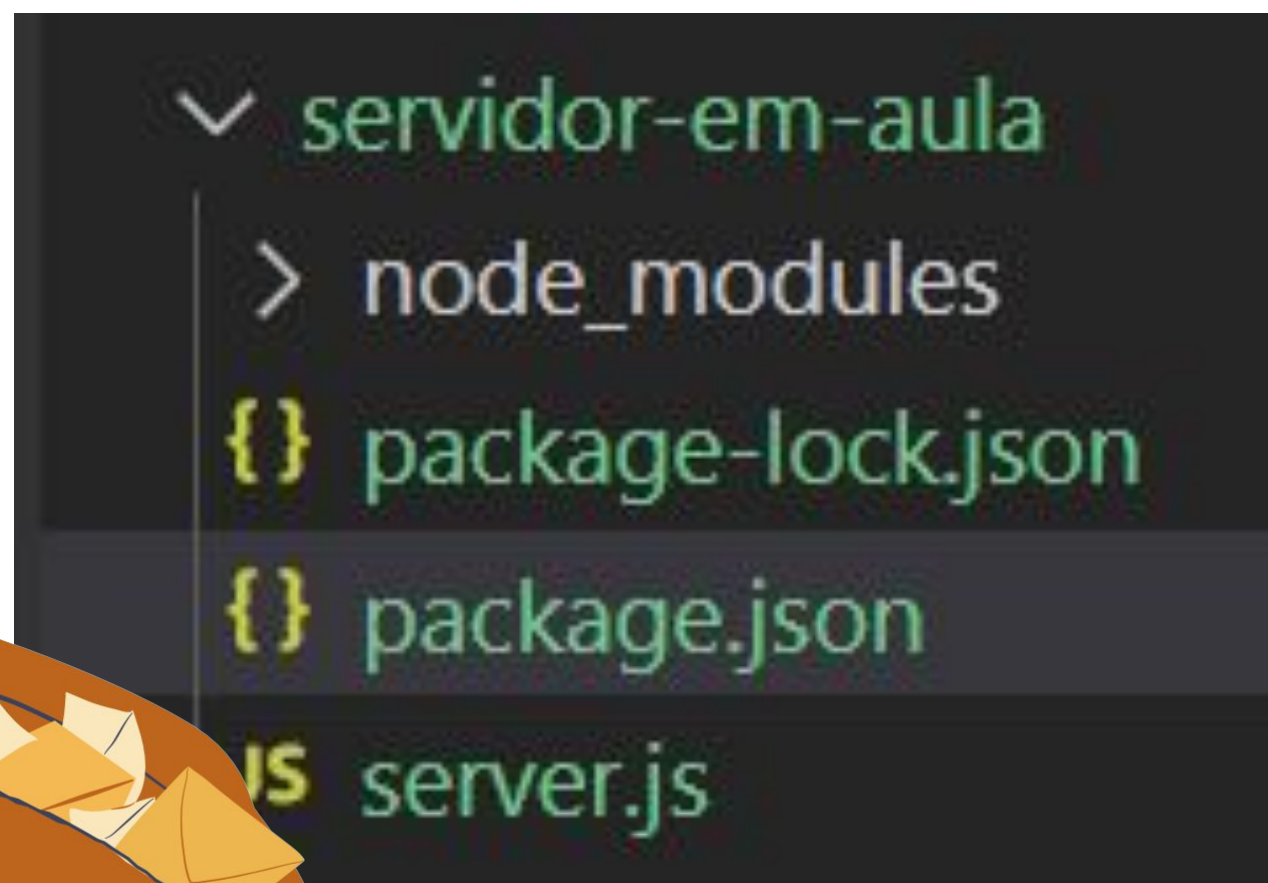 servidor-em-aula
node_modules
{} package-lock.json
{} package.json
JS server.js